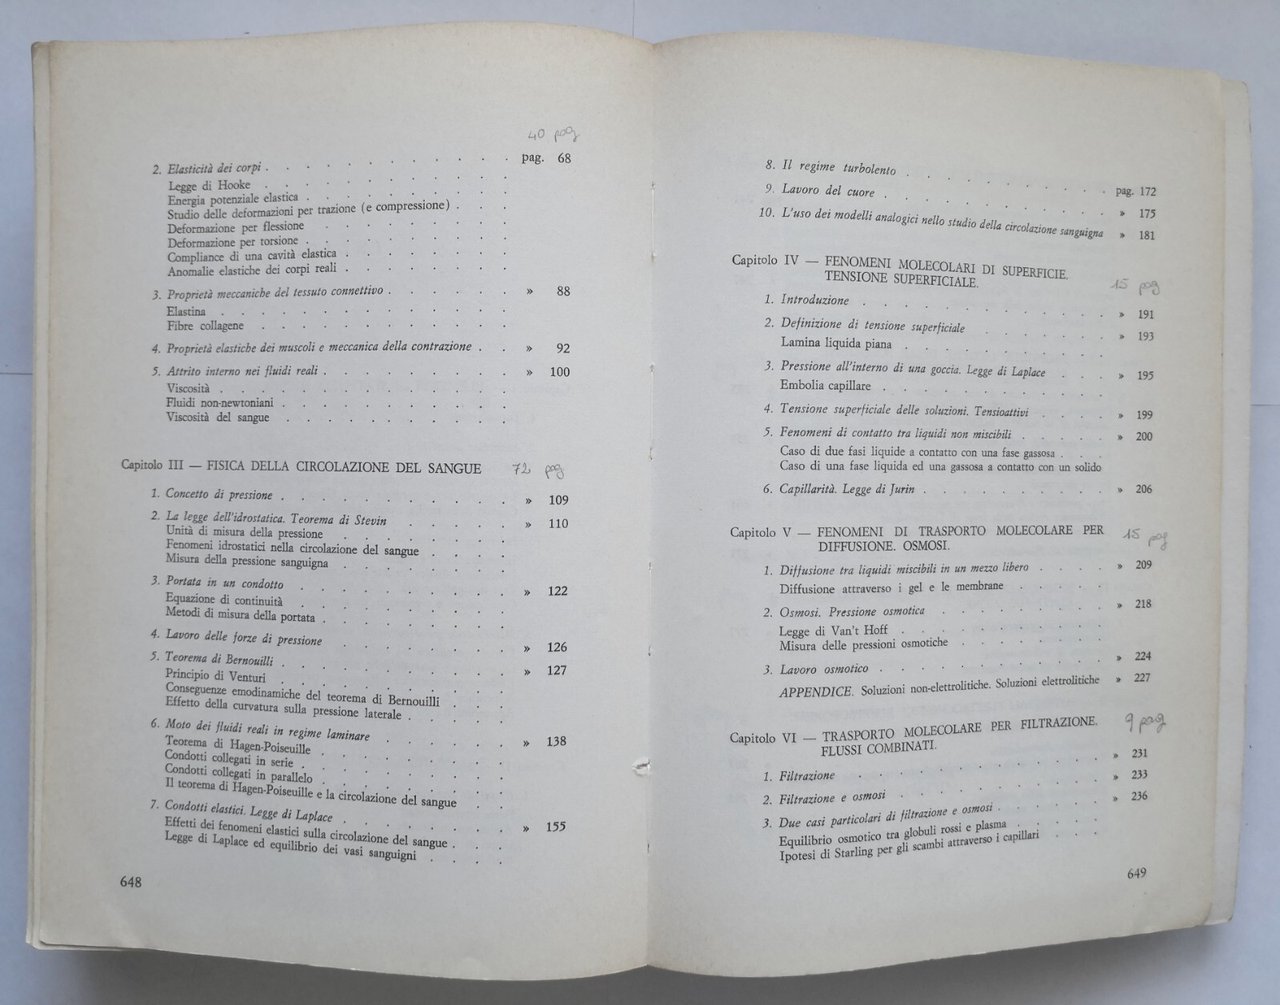 40 pag
2. Elasticità dei corpi . . . . . . . . . . . . pag. 68
Legge di Hooke . . . . . . . . . . . .
Energia potenziale elastica . . . . . . . . . .
Studio delle deformazioni per trazione (e compressione) . . .
Deformazione per flessione . . . . . . . . .
Deformazione per torsione . . . . . . . . . .
Compliance di una cavità elastica . . . . . . . .
Anomalie elastiche dei corpi reali . . . . . . . .
3. Proprietà meccaniche del tessuto connettivo . . . . . . » 88
Elastina . . . . . . . . . . . . . .
Fibre collagene . . . . . . . . . . . .
4. Proprietà elastiche dei muscoli e meccanica della contrazione . . » 92
5. Attrito interno nei fluidi reali . . . . . . . . . » 100
Viscosità . . . . . . . . . . . . . .
Fluidi non-newtoniani . . . . . . . . . . .
Viscosità del sangue . . . . . . . . . . .
Capitolo III — FISICA DELLA CIRCOLAZIONE DEL SANGUE 72 pag
1. Concetto di pressione . . . . . . . . . . . » 109
2. La legge dell'idrostatica. Teorema di Stevin . . . . . » 110
Unità di misura della pressione . . . . . . . .
Fenomeni idrostatici nella circolazione del sangue . . . .
Misura della pressione sanguigna . . . . . . . .
3. Portata in un condotto . . . . . . . . . . » 122
Equazione di continuità . . . . . . . . . .
Metodi di misura della portata . . . . . . . . .
4. Lavoro delle forze di pressione . . . . . . . . » 126
5. Teorema di Bernouilli . . . . . . . . . . . » 127
Principio di Venturi . . . . . . . . . . .
Conseguenze emodinamiche del teorema di Bernouilli . . .
Effetto della curvatura sulla pressione laterale . . . . .
6. Moto dei fluidi reali in regime laminare . . . . . . . » 138
Teorema di Hagen-Poiseuille . . . . . . . . .
Condotti collegati in serie . . . . . . . . . .
Condotti collegati in parallelo . . . . . . . . .
Il teorema di Hagen-Poiseuille e la circolazione del sangue . .
7. Condotti elastici. Legge di Laplace . . . . . . . . » 155
Effetti dei fenomeni elastici sulla circolazione del sangue . . .
Legge di Laplace ed equilibrio dei vasi sanguigni . . . .
648
8. Il regime turbolento . . . . . . . . . . pag. 172
9. Lavoro del cuore . . . . . . . . . . . » 175
10. L'uso dei modelli analogici nello studio della circolazione sanguigna » 181
Capitolo IV — FENOMENI MOLECOLARI DI SUPERFICIE.
TENSIONE SUPERFICIALE. 15 pag
1. Introduzione . . . . . . . . . . . . » 191
2. Definizione di tensione superficiale . . . . . . » 193
Lamina liquida piana . . . . . . . . . .
3. Pressione all'interno di una goccia. Legge di Laplace . . . » 195
Embolia capillare . . . . . . . . . . .
4. Tensione superficiale delle soluzioni. Tensioattivi . . . . » 199
5. Fenomeni di contatto tra liquidi non miscibili . . . . . » 200
Caso di due fasi liquide a contatto con una fase gassosa . . .
Caso di una fase liquida ed una gassosa a contatto con un solido
6. Capillarità. Legge di Jurin . . . . . . . . . » 206
Capitolo V — FENOMENI DI TRASPORTO MOLECOLARE PER
DIFFUSIONE. OSMOSI. 15 pag
1. Diffusione tra liquidi miscibili in un mezzo libero . . . . » 209
Diffusione attraverso i gel e le membrane . . . . .
2. Osmosi. Pressione osmotica . . . . . . . . . » 218
Legge di Van't Hoff . . . . . . . . . .
Misura delle pressioni osmotiche . . . . . . . .
3. Lavoro osmotico . . . . . . . . . . . » 224
APPENDICE. Soluzioni non-elettrolitiche. Soluzioni elettrolitiche » 227
Capitolo VI — TRASPORTO MOLECOLARE PER FILTRAZIONE. 9 pag
FLUSSI COMBINATI.
1. Filtrazione . . . . . . . . . . . . » 231
2. Filtrazione e osmosi . . . . . . . . . . » 233
3. Due casi particolari di filtrazione e osmosi . . . . . » 236
Equilibrio osmotico tra globuli rossi e plasma . . . . .
Ipotesi di Starling per gli scambi attraverso i capillari . . .
649